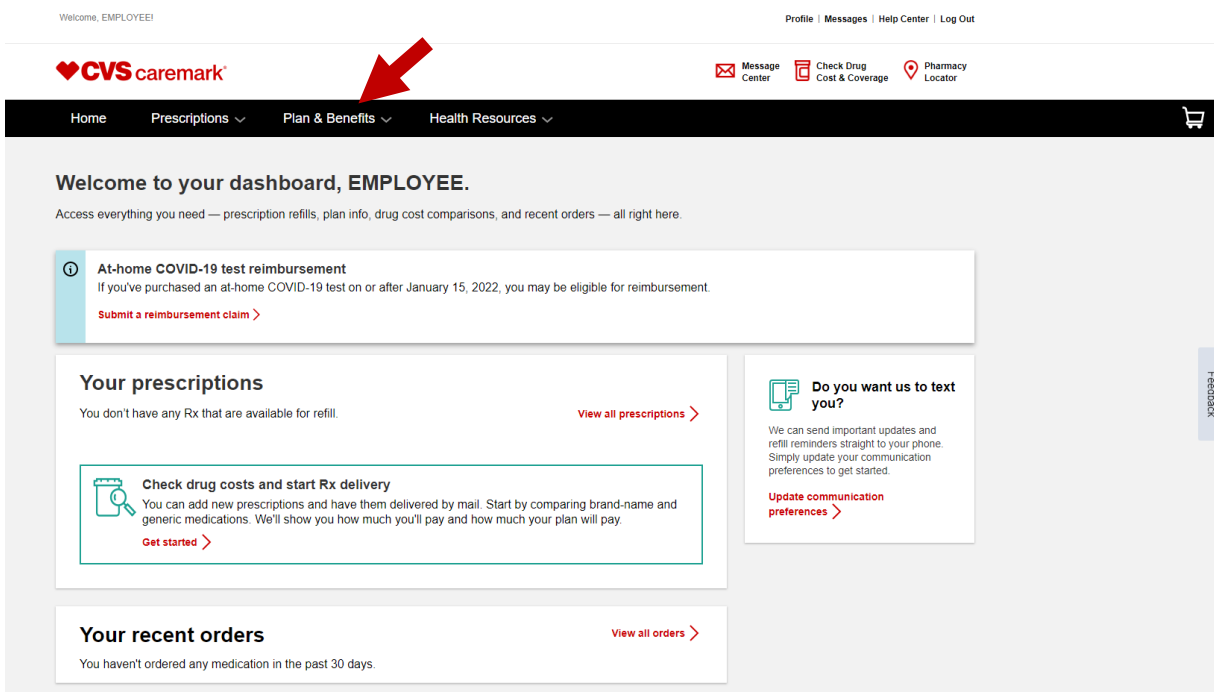 Welcome, EMPLOYEE!
Profile | Messages | Help Center | Log Out
CVS caremark®
Message Center
Check Drug Cost & Coverage
Pharmacy Locator
Home Prescriptions Plan & Benefits Health Resources
Welcome to your dashboard, EMPLOYEE.
Access everything you need — prescription refills, plan info, drug cost comparisons, and recent orders — all right here.
At-home COVID-19 test reimbursement
If you've purchased an at-home COVID-19 test on or after January 15, 2022, you may be eligible for reimbursement.
Submit a reimbursement claim
Your prescriptions
You don't have any Rx that are available for refill.
View all prescriptions
Check drug costs and start Rx delivery
You can add new prescriptions and have them delivered by mail. Start by comparing brand-name and
generic medications. We'll show you how much you'll pay and how much your plan will pay.
Get started
Do you want us to text
you?
We can send important updates and
refill reminders straight to your phone.
Simply update your communication
preferences to get started.
Update communication
preferences
Feedback
Your recent orders
View all orders
You haven't ordered any medication in the past 30 days.